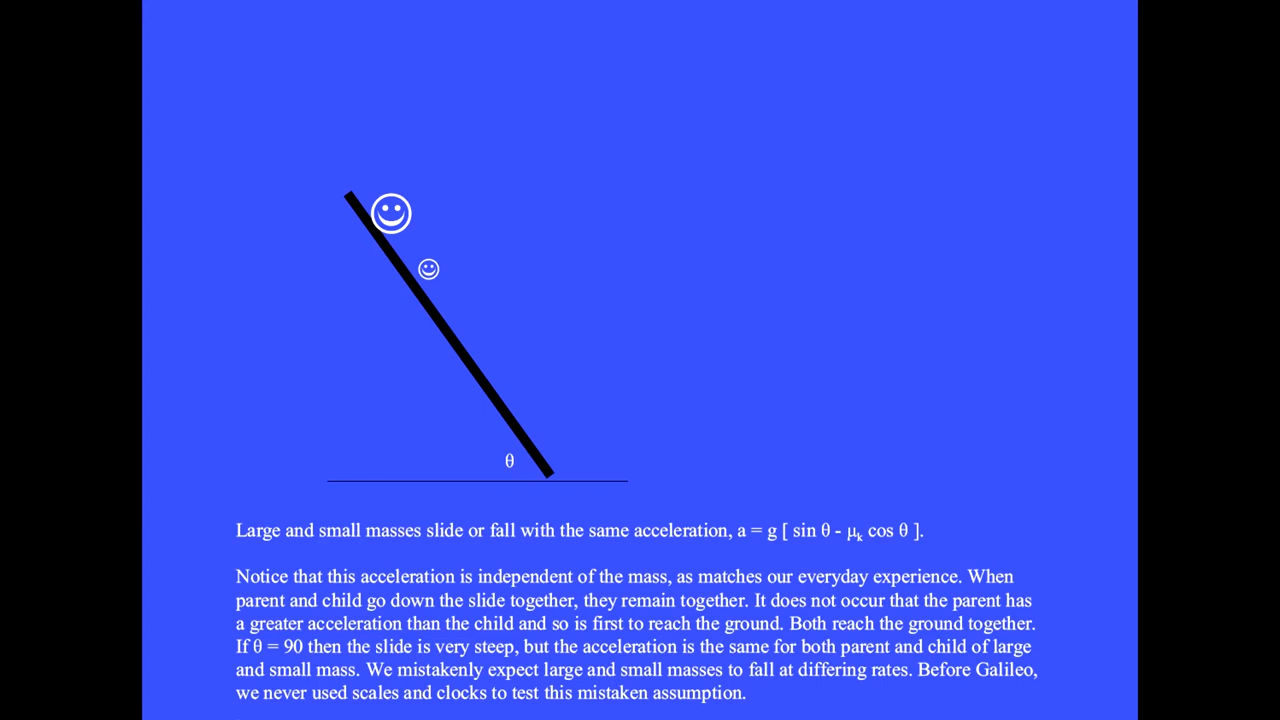 θ
Large and small masses slide or fall with the same acceleration, a = g [ sin θ - μk cos θ ].
Notice that this acceleration is independent of the mass, as matches our everyday experience. When
parent and child go down the slide together, they remain together. It does not occur that the parent has
a greater acceleration than the child and so is first to reach the ground. Both reach the ground together.
If θ = 90 then the slide is very steep, but the acceleration is the same for both parent and child of large
and small mass. We mistakenly expect large and small masses to fall at differing rates. Before Galileo,
we never used scales and clocks to test this mistaken assumption.